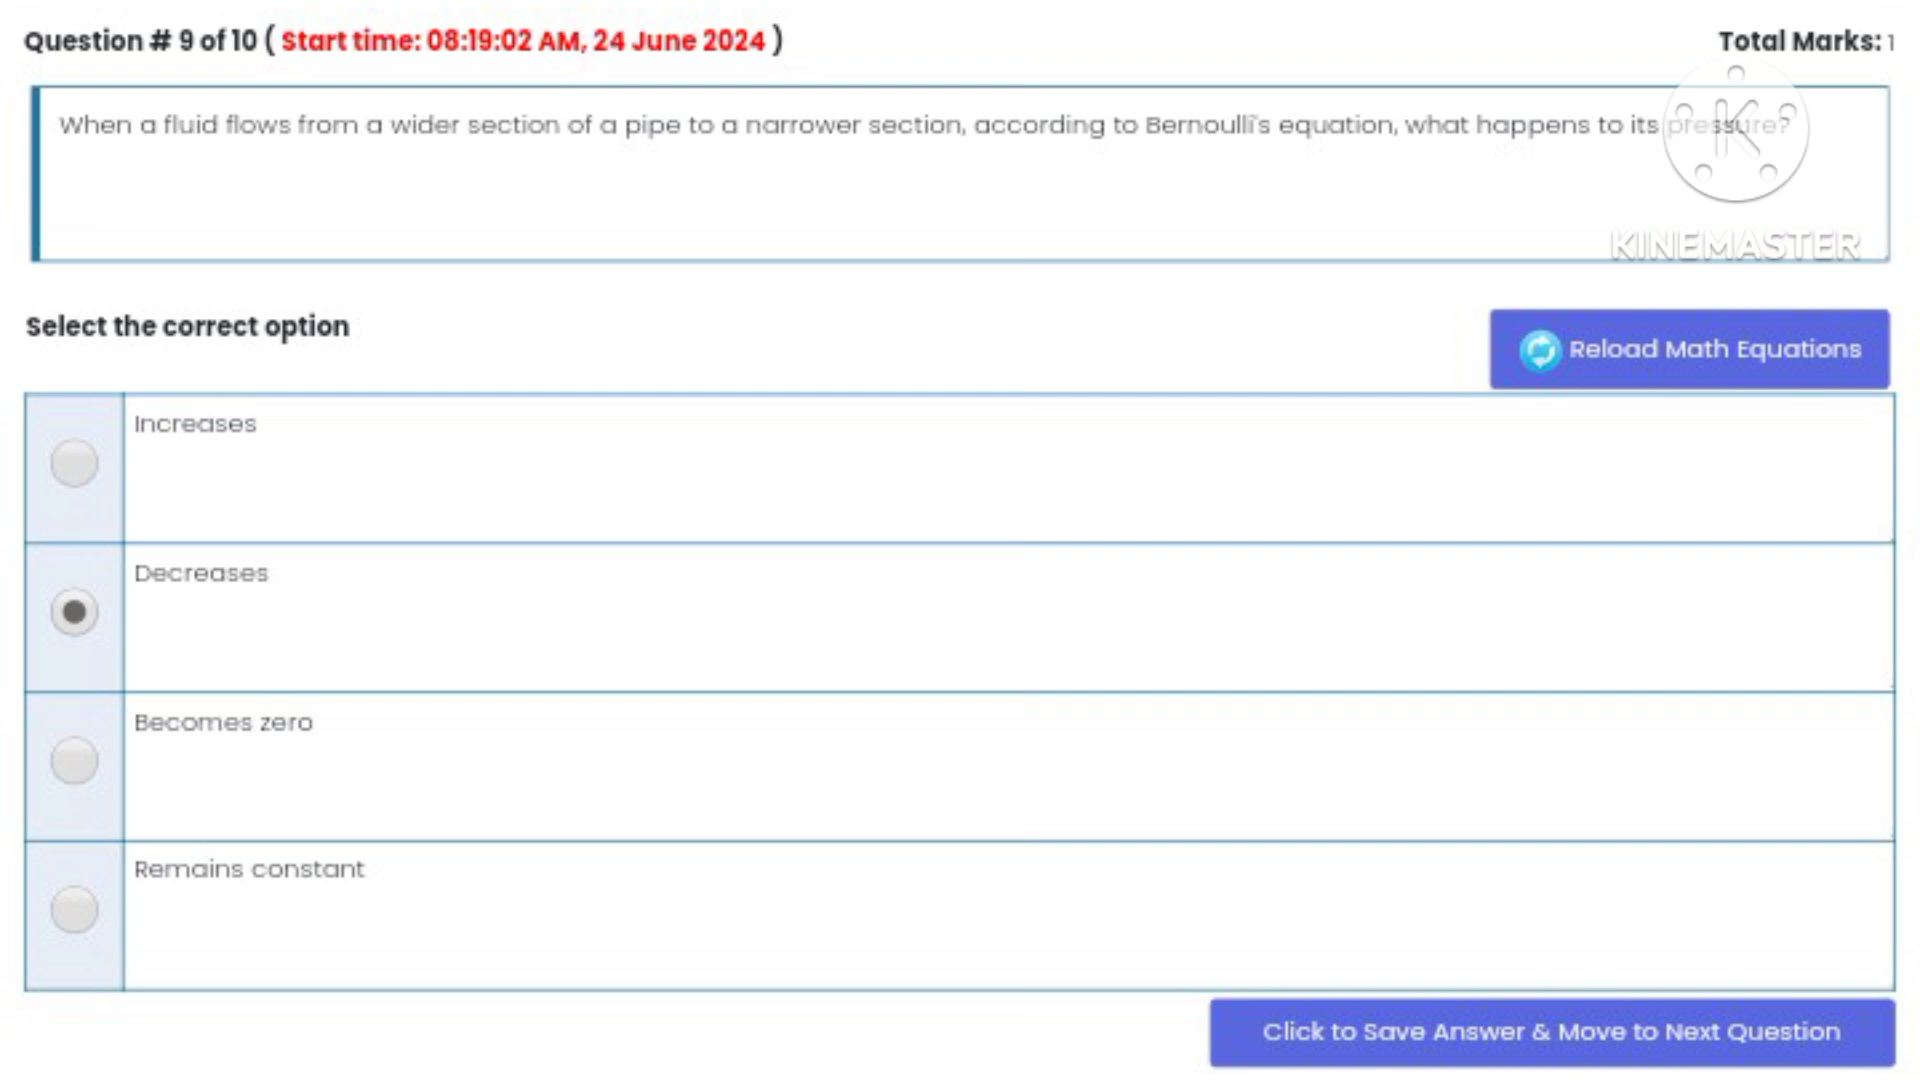 Question # 9 of 10 ( Start time: 08:19:02 AM, 24 June 2024 )
Total Marks: 1
When a fluid flows from a wider section of a pipe to a narrower section, according to Bernoulli's equation, what happens to its pressure?
K
KINEMASTER
Select the correct option
Reload Math Equations
Increases
Decreases
Becomes zero
Remains constant
Click to Save Answer & Move to Next Question